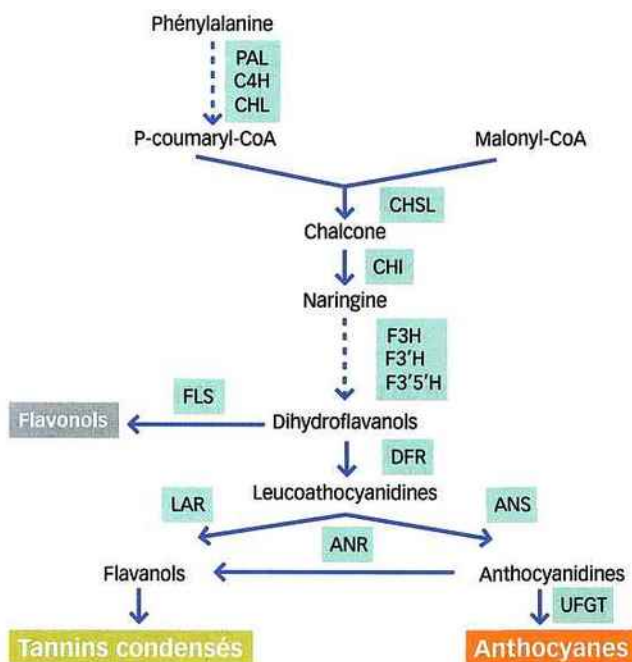 Phénylalanine
PAL
C4H
CHL
P-coumaryl-CoA
Malonyl-CoA
CHSL
Chalcone
CHI
Naringine
F3H
F3'H
F3'5'H
FLS
Flavonols
Dihydroflavanols
DFR
Leucoathocyanidines
LAR
ANS
ANR
Flavanols
Anthocyanidines
UFGT
Tannins condensés
Anthocyanes